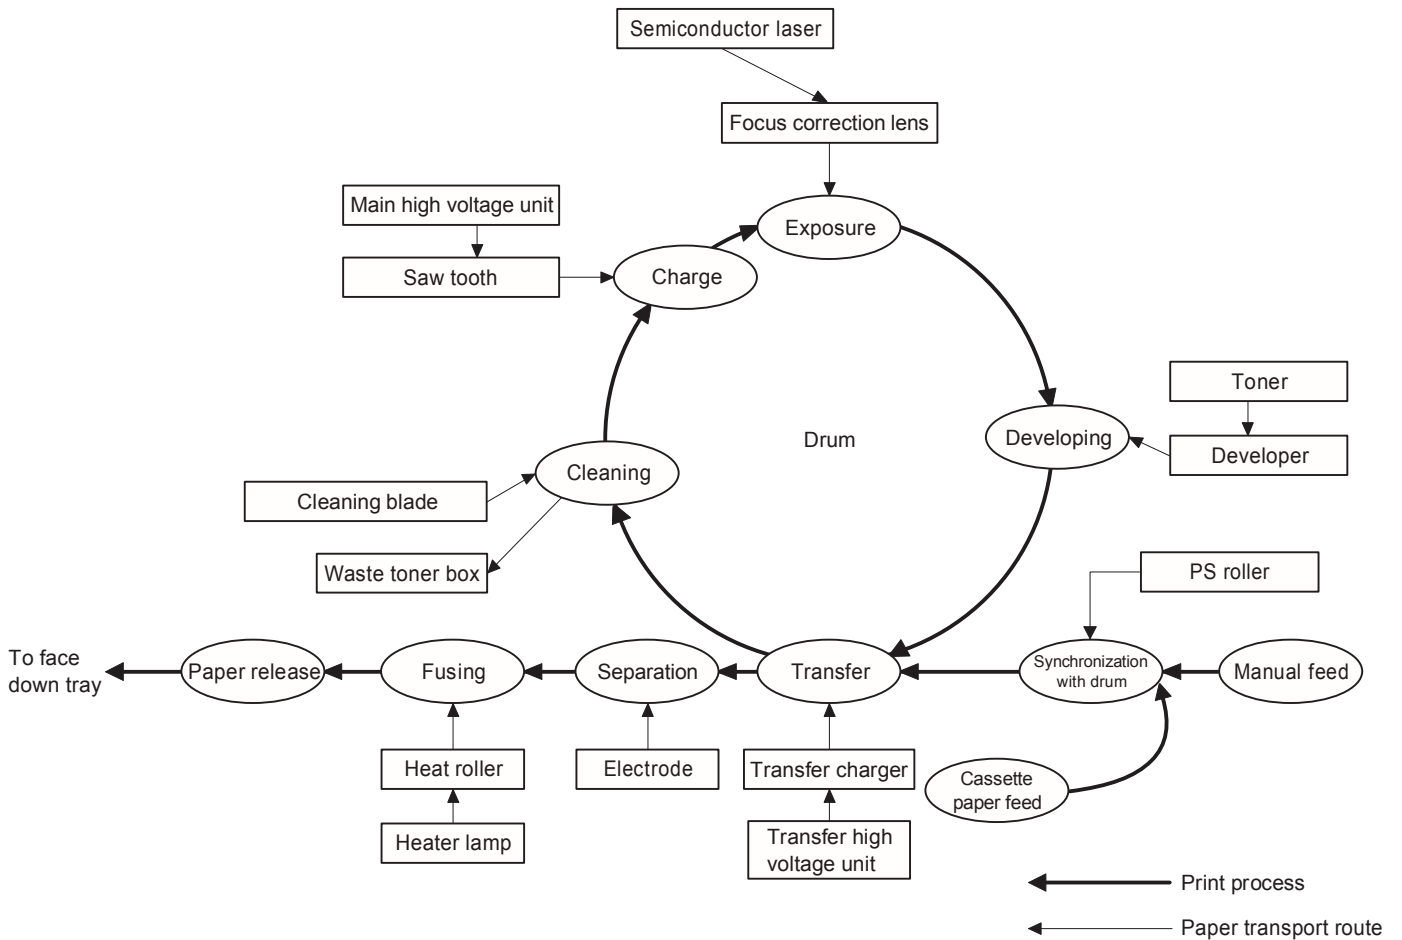 Semiconductor laser
Focus correction lens
Main high voltage unit
Exposure
Saw tooth
Charge
Toner
Drum
Developing
Developer
Cleaning
Cleaning blade
Waste toner box
PS roller
To face
down tray
Paper release
Fusing
Separation
Transfer
Synchronization
with drum
Manual feed
Heat roller
Electrode
Transfer charger
Cassette
paper feed
Heater lamp
Transfer high
voltage unit
Print process
Paper transport route